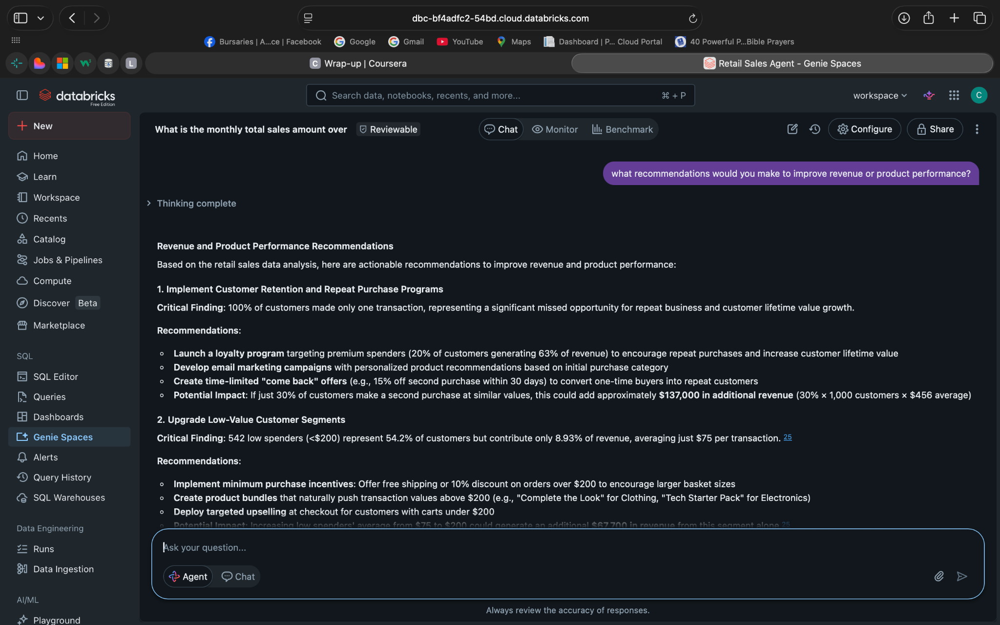 dbc-bf4adfc2-54bd.cloud.databricks.com
Bursaries | A...ce | Facebook
Google
Gmail
YouTube
Maps
Dashboard | P... Cloud Portal
40 Powerful P...Bible Prayers
L
C Wrap-up | Coursera
Retail Sales Agent - Genie Spaces
databricks
Free Edition
Search data, notebooks, recents, and more...
⌘ + P
workspace
C
New
Home
Learn
Workspace
Recents
Catalog
Jobs & Pipelines
Compute
Discover Beta
Marketplace
SQL
SQL Editor
Queries
Dashboards
Genie Spaces
Alerts
Query History
SQL Warehouses
Data Engineering
Runs
Data Ingestion
AI/ML
Playground
What is the monthly total sales amount over
Reviewable
Chat
Monitor
Benchmark
Configure
Share
what recommendations would you make to improve revenue or product performance?
Thinking complete
Revenue and Product Performance Recommendations
Based on the retail sales data analysis, here are actionable recommendations to improve revenue and product performance:
1. Implement Customer Retention and Repeat Purchase Programs
Critical Finding: 100% of customers made only one transaction, representing a significant missed opportunity for repeat business and customer lifetime value growth.
Recommendations:
Launch a loyalty program targeting premium spenders (20% of customers generating 63% of revenue) to encourage repeat purchases and increase customer lifetime value
Develop email marketing campaigns with personalized product recommendations based on initial purchase category
Create time-limited "come back" offers (e.g., 15% off second purchase within 30 days) to convert one-time buyers into repeat customers
Potential Impact: If just 30% of customers make a second purchase at similar values, this could add approximately $137,000 in additional revenue (30% × 1,000 customers × $456 average)
2. Upgrade Low-Value Customer Segments
Critical Finding: 542 low spenders (<$200) represent 54.2% of customers but contribute only 8.93% of revenue, averaging just $75 per transaction. 25
Recommendations:
Implement minimum purchase incentives: Offer free shipping or 10% discount on orders over $200 to encourage larger basket sizes
Create product bundles that naturally push transaction values above $200 (e.g., "Complete the Look" for Clothing, "Tech Starter Pack" for Electronics)
Deploy targeted upselling at checkout for customers with carts under $200
Potential Impact: Increasing low spenders' average from $75 to $200 could generate an additional $67,700 in revenue from this segment alone 25
Ask your question...
Agent
Chat
Always review the accuracy of responses.